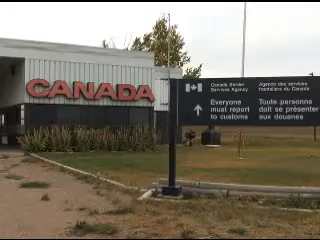 CANADA
Canada Border
Services Agency
Agence des services
frontaliers du Canada
Everyone
must report
to customs
Toute personne
doit se présenter
aux douanes